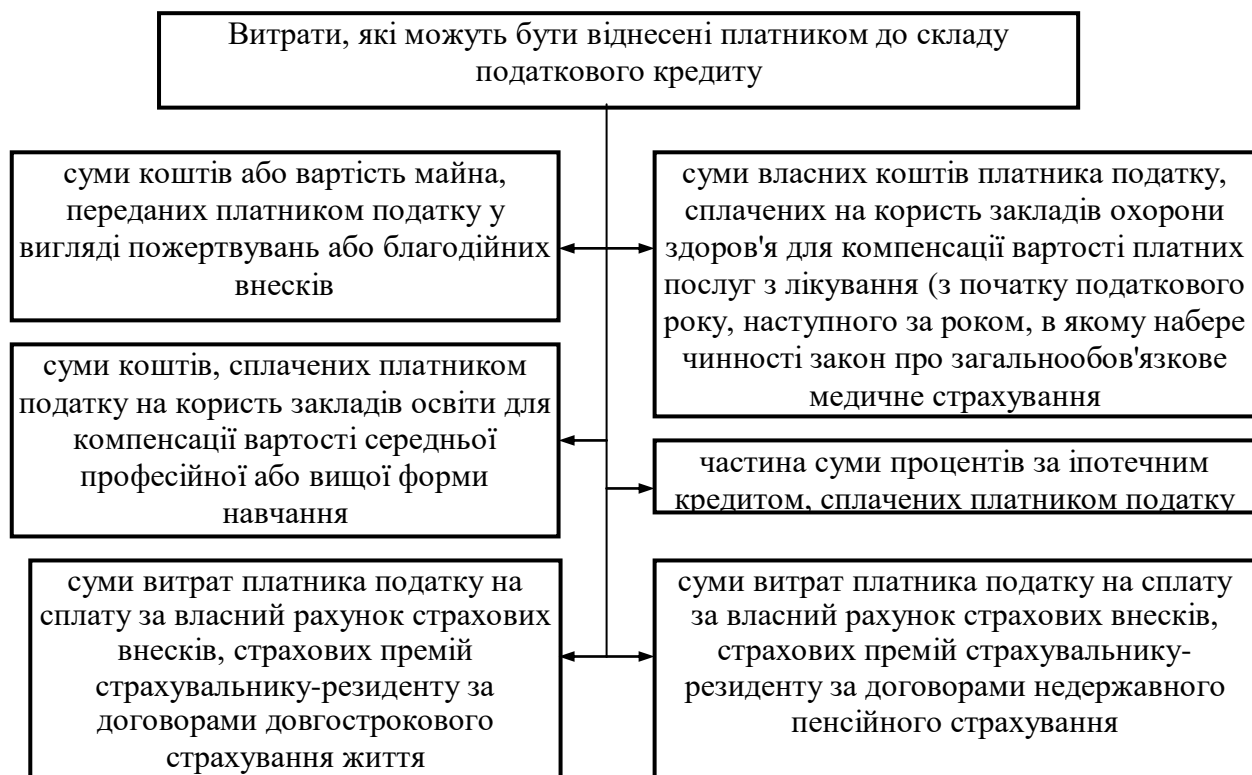 Витрати, які можуть бути віднесені платником до складу
податкового кредиту
суми коштів або вартість майна,
переданих платником податку у
вигляді пожертвувань або благодійних
внесків
суми власних коштів платника податку,
сплачених на користь закладів охорони
здоров'я для компенсації вартості платних
послуг з лікування (з початку податкового
року, наступного за роком, в якому набере
чинності закон про загальнообов'язкове
медичне страхування
суми коштів, сплачених платником
податку на користь закладів освіти для
компенсації вартості середньої
професійної або вищої форми
навчання
частина суми процентів за іпотечним
кредитом, сплачених платником податку
суми витрат платника податку на
сплату за власний рахунок страхових
внесків, страхових премій
страхувальнику-резиденту за
договорами довгострокового
страхування життя
суми витрат платника податку на сплату
за власний рахунок страхових внесків,
страхових премій страхувальнику-
резиденту за договорами недержавного
пенсійного страхування